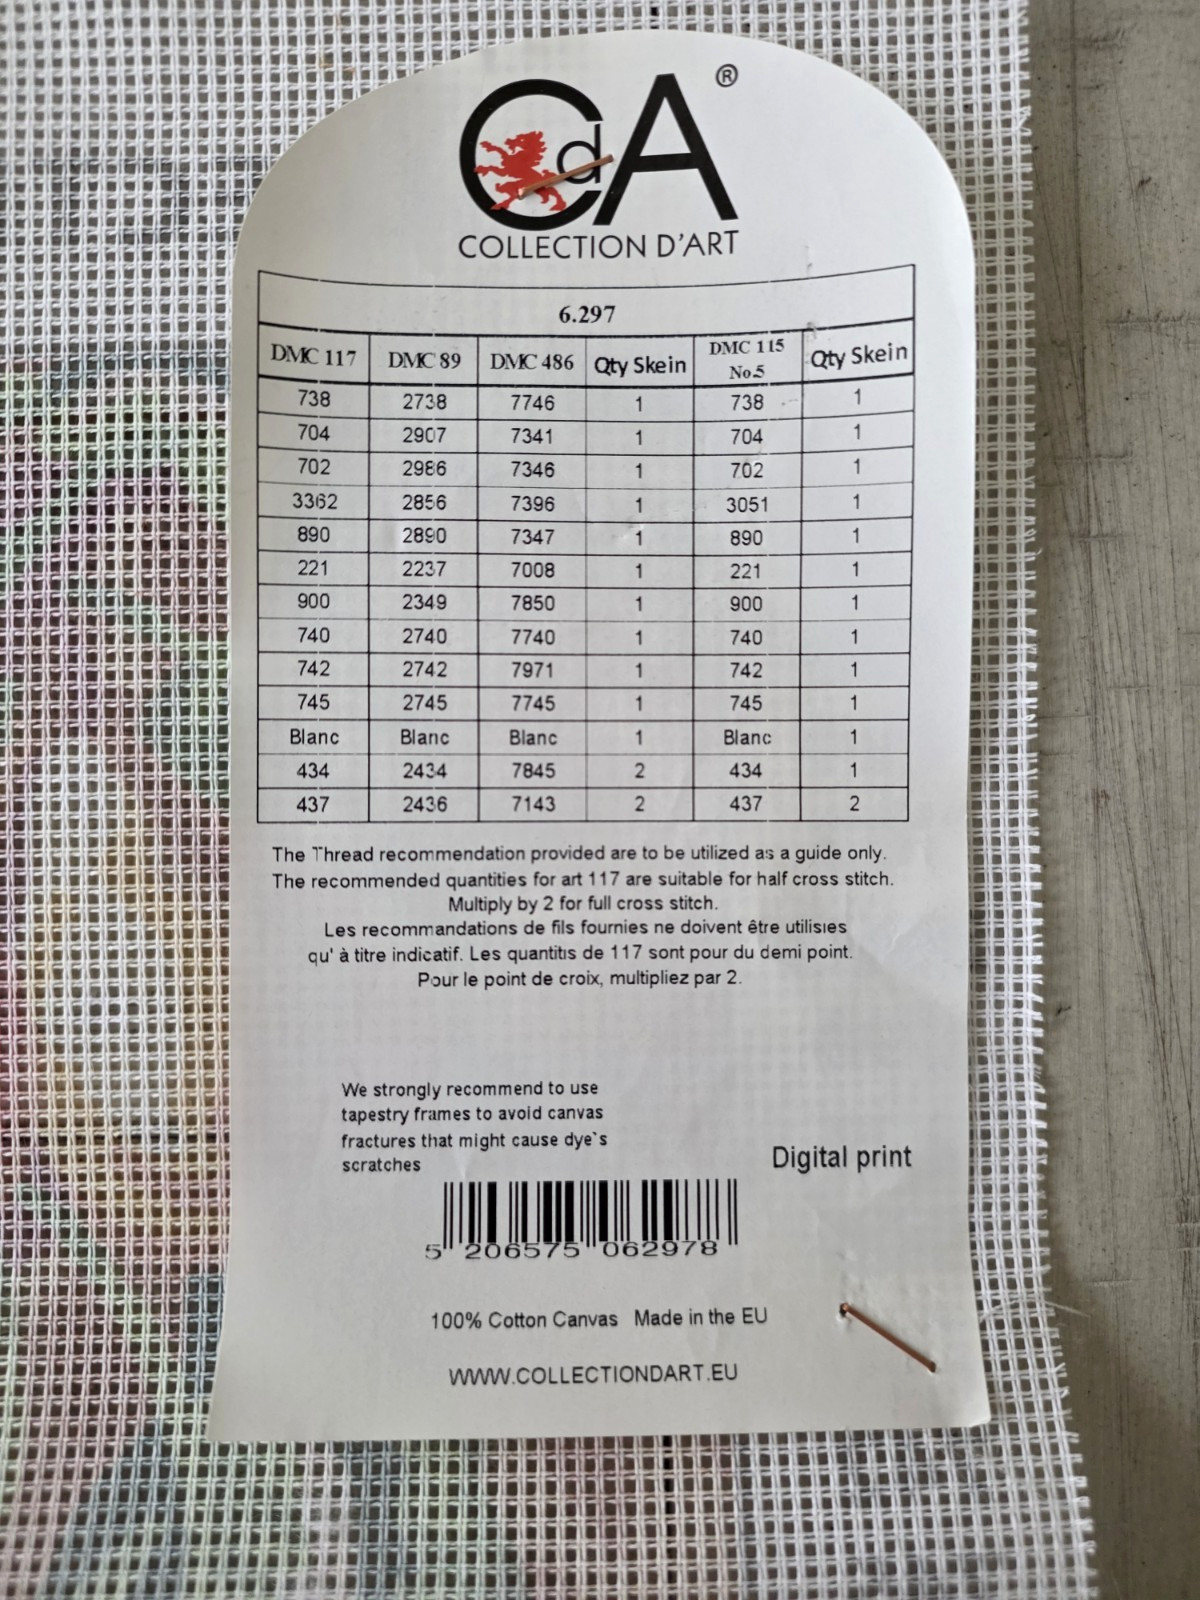 CdA®
COLLECTION D'ART
6.297
DMC 117 DMC 89 DMC 486 Qty Skein DMC 115 No.5 Qty Skein
738 2738 7746 1 738 1
704 2907 7341 1 704 1
702 2986 7346 1 702 1
3362 2856 7396 1 3051 1
890 2890 7347 1 890 1
221 2237 7008 1 221 1
900 2349 7850 1 900 1
740 2740 7740 1 740 1
742 2742 7971 1 742 1
745 2745 7745 1 745 1
Blanc Blanc Blanc 1 Blanc 1
434 2434 7845 2 434 1
437 2436 7143 2 437 2
The Thread recommendation provided are to be utilized as a guide only.
The recommended quantities for art 117 are suitable for half cross stitch.
Multiply by 2 for full cross stitch.
Les recommandations de fils fournies ne doivent être utilisıes
qu' à titre indicatif. Les quantitıs de 117 sont pour du demi point.
Pour le point de croix, multipliez par 2.
We strongly recommend to use
tapestry frames to avoid canvas
fractures that might cause dye`s
scratches
Digital print
5 206575 062978
100% Cotton Canvas Made in the EU
WWW.COLLECTIONDART.EU